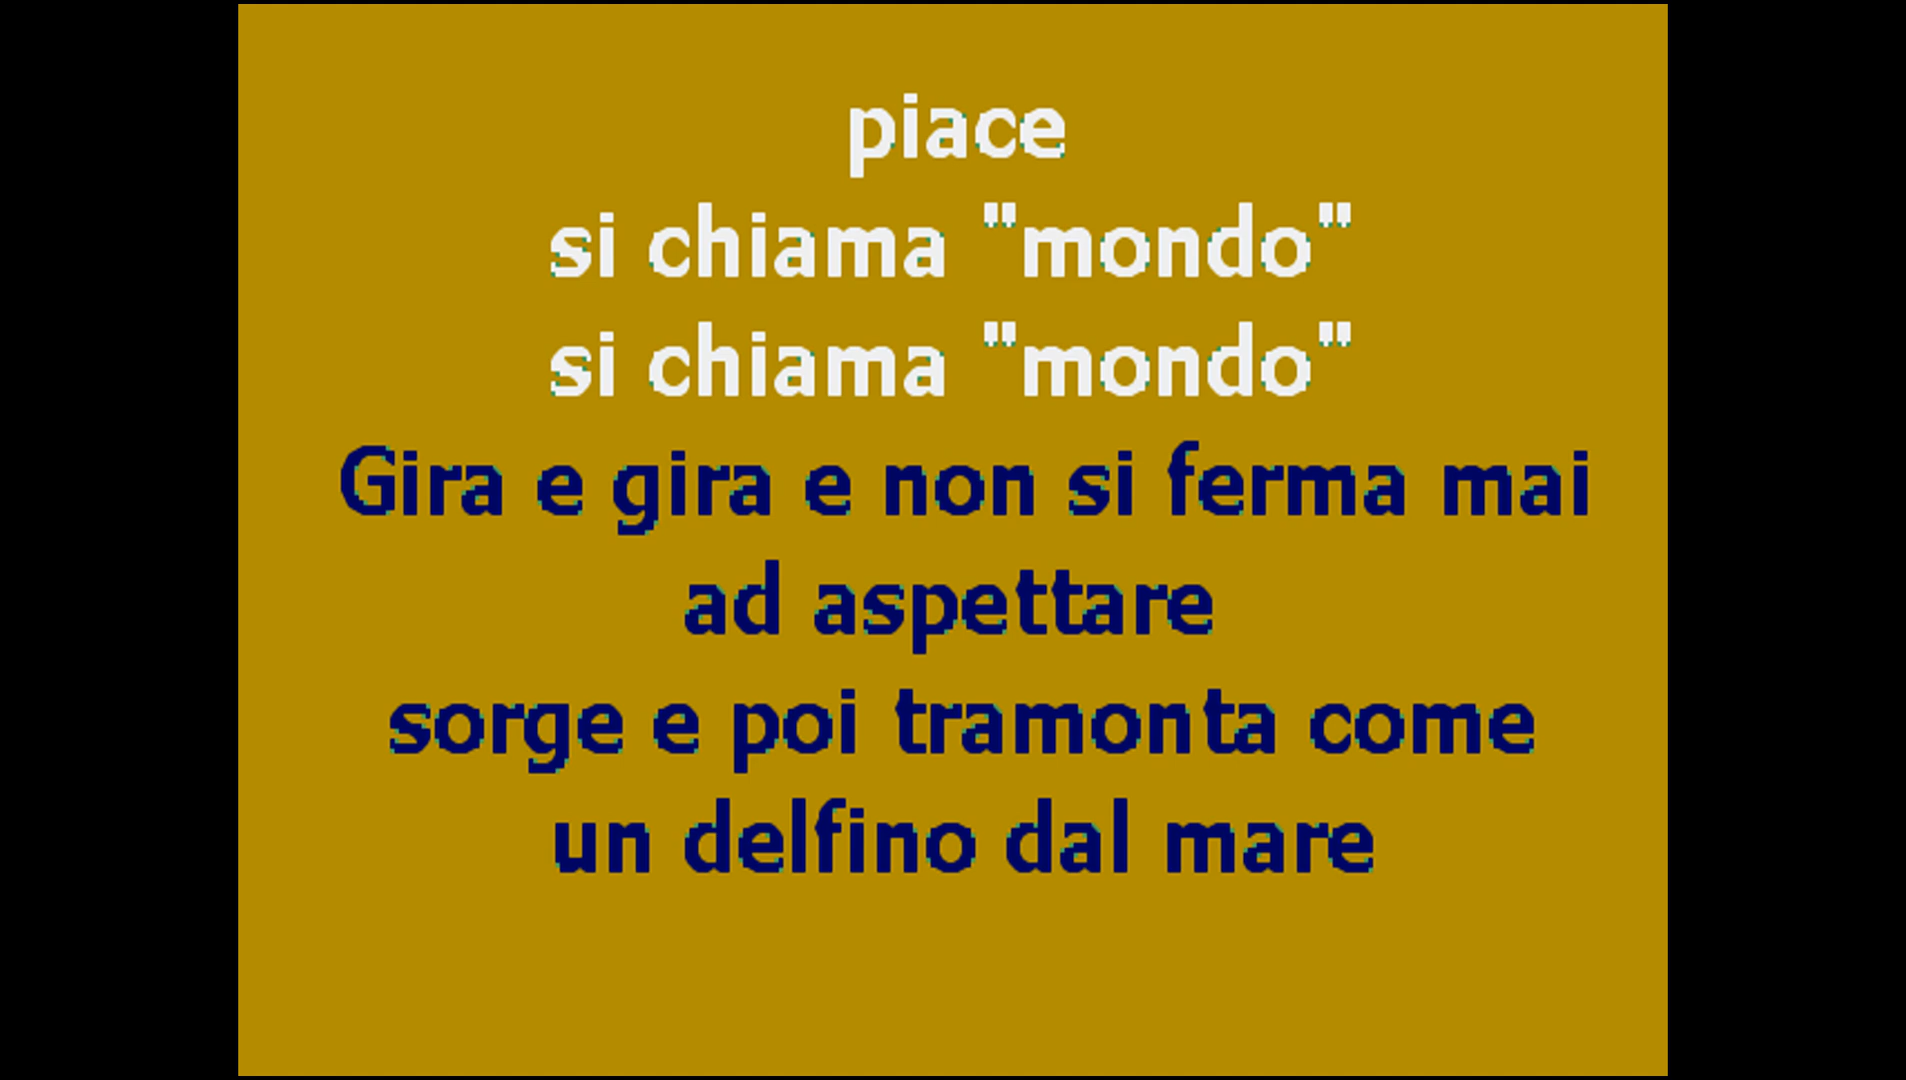 piace
si chiama "mondo"
si chiama "mondo"
Gira e gira e non si ferma mai
ad aspettare
sorge e poi tramonta come
un delfino dal mare